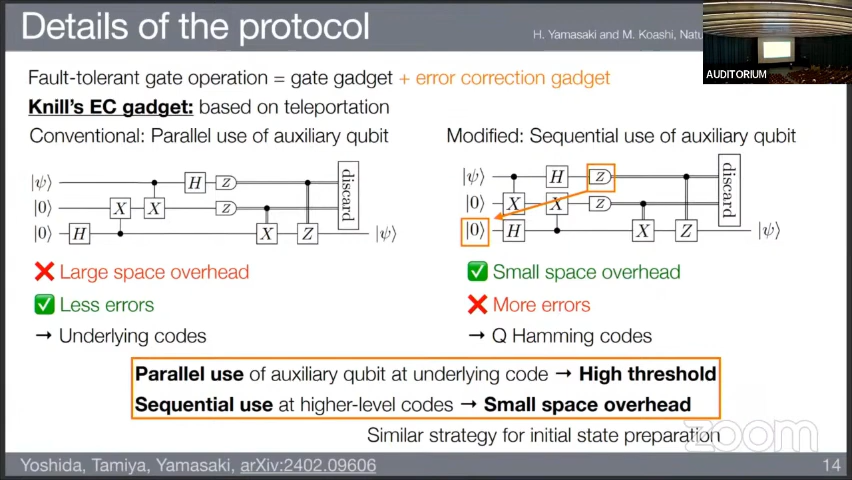 Details of the protocol
H. Yamasaki and M. Koashi,
AUDITORIUM
Fault-tolerant gate operation = gate gadget + error correction gadget
Knill's EC gadget: based on teleportation
Conventional: Parallel use of auxiliary qubit
Modified: Sequential use of auxiliary qubit
|ψ⟩ H Z discard
|0⟩ X X Z
|0⟩ H X Z |ψ⟩
|ψ⟩ H Z discard
|0⟩ X X Z
|0⟩ H X Z |ψ⟩
❌ Large space overhead
✅ Small space overhead
✅ Less errors
❌ More errors
→ Underlying codes
→ Q Hamming codes
Parallel use of auxiliary qubit at underlying code → High threshold
Sequential use at higher-level codes → Small space overhead
Similar strategy for initial state preparation
zoom
Yoshida, Tamiya, Yamasaki, arXiv:2402.09606
14